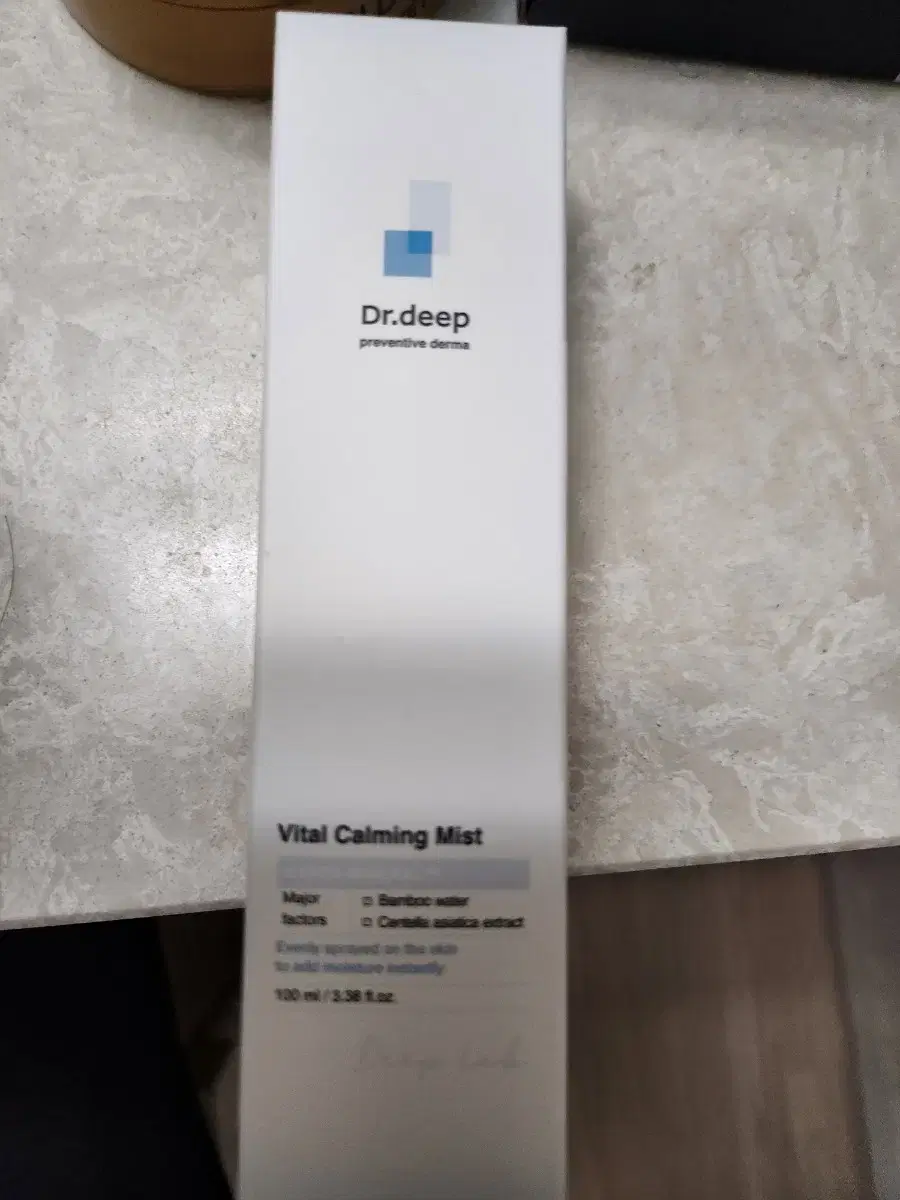 Dr.deep
preventive derma
Vital Calming Mist
Major factors
□ Bamboo water
□ Centella asiatica extract
Evenly sprayed on the skin
to add moisture instantly
100 ml / 3.38 fl.oz.